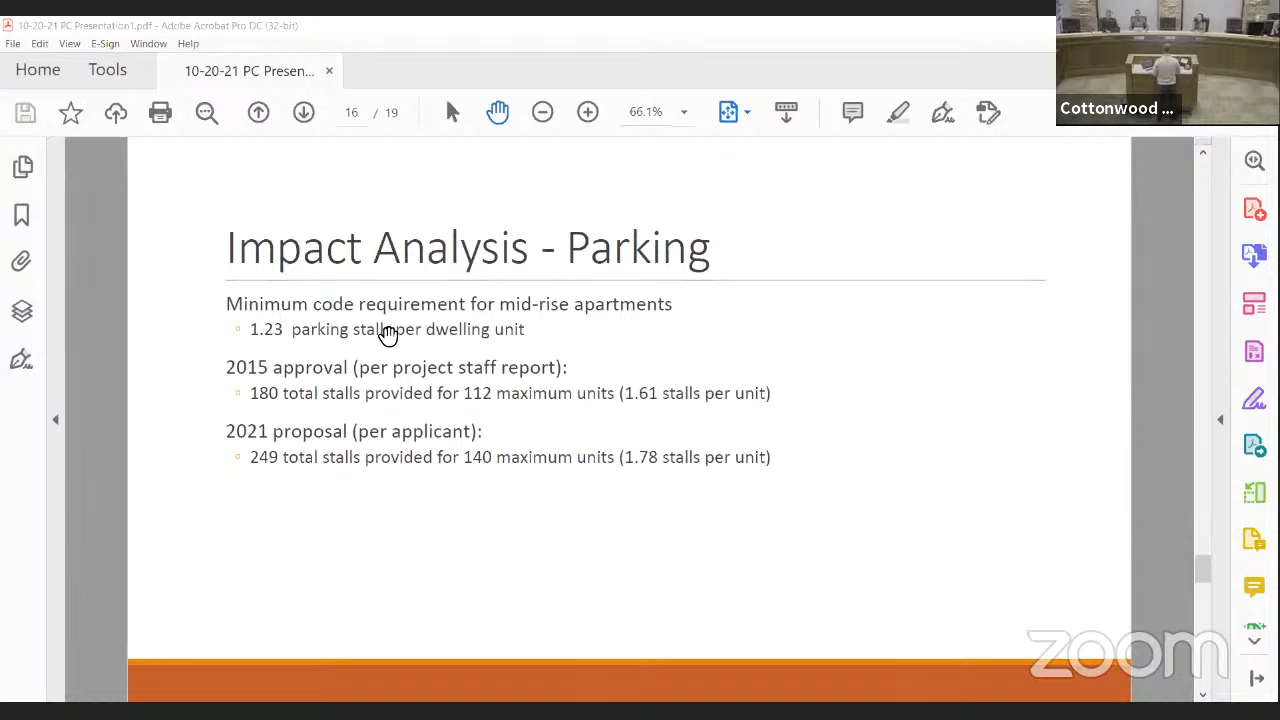 10-20-21 PC Presentation1.pdf - Adobe Acrobat Pro DC (32-bit)
File Edit View E-Sign Window Help
Home Tools 10-20-21 PC Presen... ×
16 / 19 66.1%
Cottonwood ...
Impact Analysis - Parking
Minimum code requirement for mid-rise apartments
1.23 parking stalls per dwelling unit
2015 approval (per project staff report):
180 total stalls provided for 112 maximum units (1.61 stalls per unit)
2021 proposal (per applicant):
249 total stalls provided for 140 maximum units (1.78 stalls per unit)
zoom